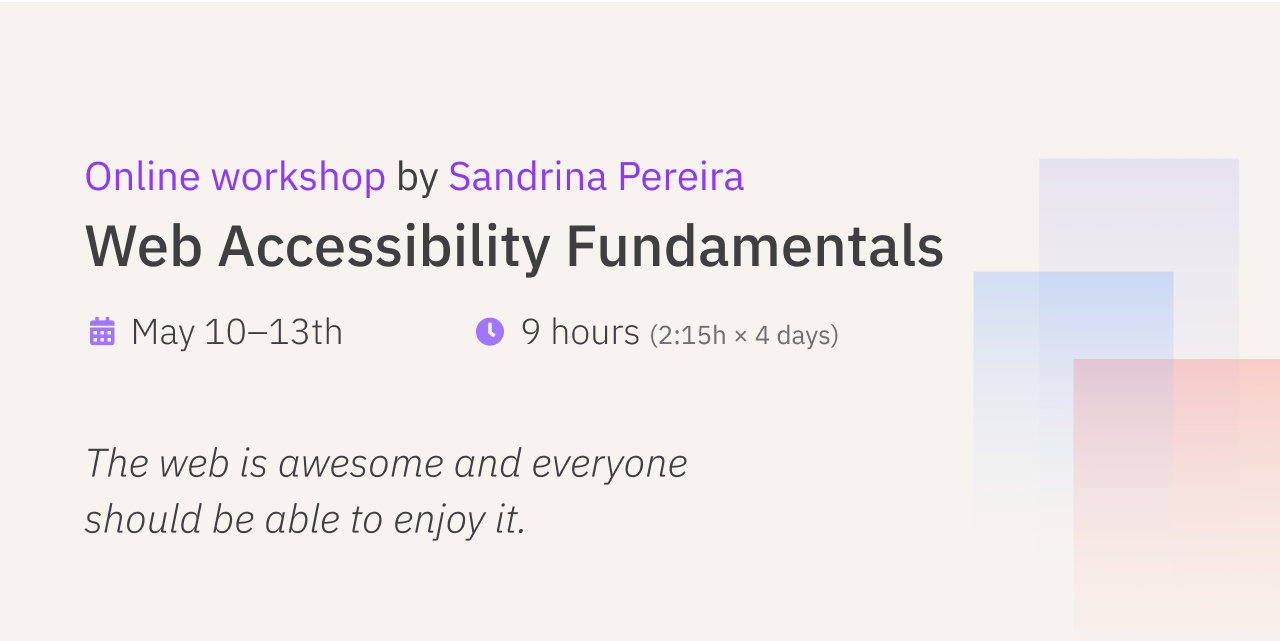 Online workshop by Sandrina Pereira
Web Accessibility Fundamentals
May 10–13th 9 hours (2:15h × 4 days)
The web is awesome and everyone
should be able to enjoy it.